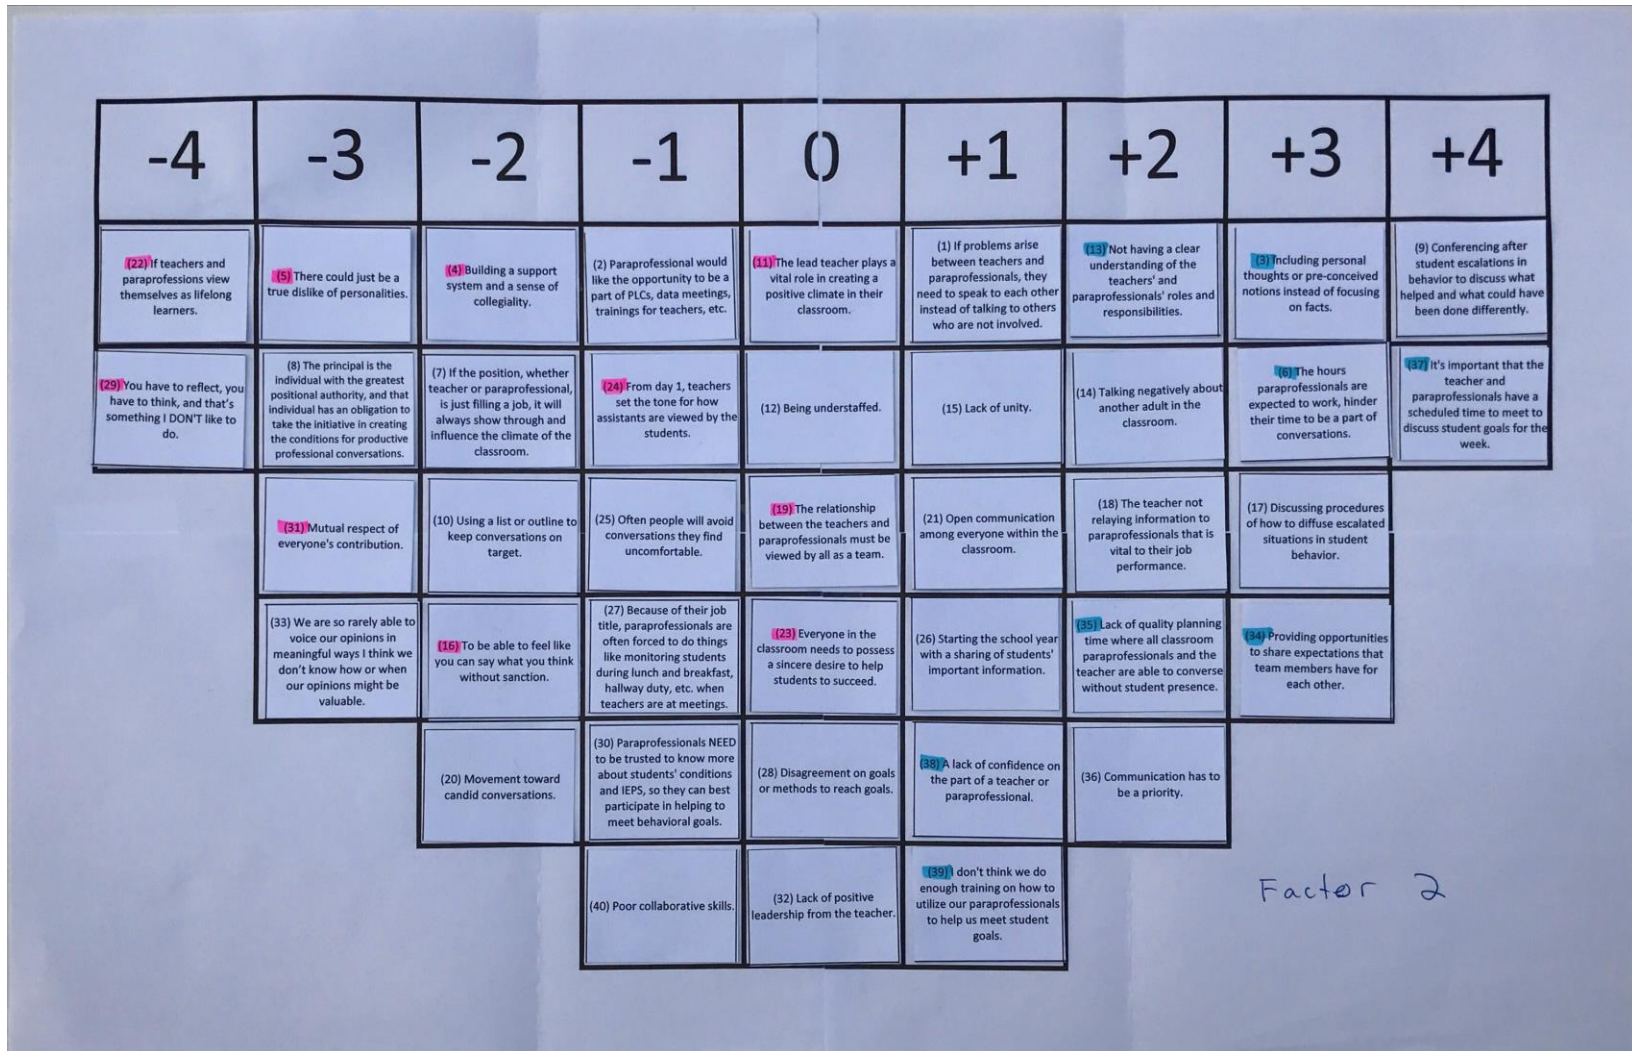 -4 -3 -2 -1 0 +1 +2 +3 +4
(22) If teachers and
paraprofessions view
themselves as lifelong
learners.
(5) There could just be a
true dislike of personalities.
(4) Building a support
system and a sense of
collegiality.
(2) Paraprofessional would
like the opportunity to be a
part of PLCs, data meetings,
trainings for teachers, etc.
(11) The lead teacher plays a
vital role in creating a
positive climate in their
classroom.
(1) If problems arise
between teachers and
paraprofessionals, they
need to speak to each other
instead of talking to others
who are not involved.
(13) Not having a clear
understanding of the
teachers' and
paraprofessionals' roles and
responsibilities.
(3) Including personal
thoughts or pre-conceived
notions instead of focusing
on facts.
(9) Conferencing after
student escalations in
behavior to discuss what
helped and what could have
been done differently.
(29) You have to reflect, you
have to think, and that's
something I DON'T like to
do.
(8) The principal is the
individual with the greatest
positional authority, and that
individual has an obligation to
take the initiative in creating
the conditions for productive
professional conversations.
(7) If the position, whether
teacher or paraprofessional,
is just filling a job, it will
always show through and
influence the climate of the
classroom.
(24) From day 1, teachers
set the tone for how
assistants are viewed by the
students.
(12) Being understaffed.
(15) Lack of unity.
(14) Talking negatively about
another adult in the
classroom.
(6) The hours
paraprofessionals are
expected to work, hinder
their time to be a part of
conversations.
(37) It's important that the
teacher and
paraprofessionals have a
scheduled time to meet to
discuss student goals for the
week.
(31) Mutual respect of
everyone's contribution.
(10) Using a list or outline to
keep conversations on
target.
(25) Often people will avoid
conversations they find
uncomfortable.
(19) The relationship
between the teachers and
paraprofessionals must be
viewed by all as a team.
(21) Open communication
among everyone within the
classroom.
(18) The teacher not
relaying information to
paraprofessionals that is
vital to their job
performance.
(17) Discussing procedures
of how to diffuse escalated
situations in student
behavior.
(33) We are so rarely able to
voice our opinions in
meaningful ways I think we
don't know how or when
our opinions might be
valuable.
(16) To be able to feel like
you can say what you think
without sanction.
(27) Because of their job
title, paraprofessionals are
often forced to do things
like monitoring students
during lunch and breakfast,
hallway duty, etc. when
teachers are at meetings.
(23) Everyone in the
classroom needs to possess
a sincere desire to help
students to succeed.
(26) Starting the school year
with a sharing of students'
important information.
(35) Lack of quality planning
time where all classroom
paraprofessionals and the
teacher are able to converse
without student presence.
(34) Providing opportunities
to share expectations that
team members have for
each other.
(20) Movement toward
candid conversations.
(30) Paraprofessionals NEED
to be trusted to know more
about students' conditions
and IEPS, so they can best
participate in helping to
meet behavioral goals.
(28) Disagreement on goals
or methods to reach goals.
(38) A lack of confidence on
the part of a teacher or
paraprofessional.
(36) Communication has to
be a priority.
(40) Poor collaborative skills.
(32) Lack of positive
leadership from the teacher.
(39) I don't think we do
enough training on how to
utilize our paraprofessionals
to help us meet student
goals.
Factor 2